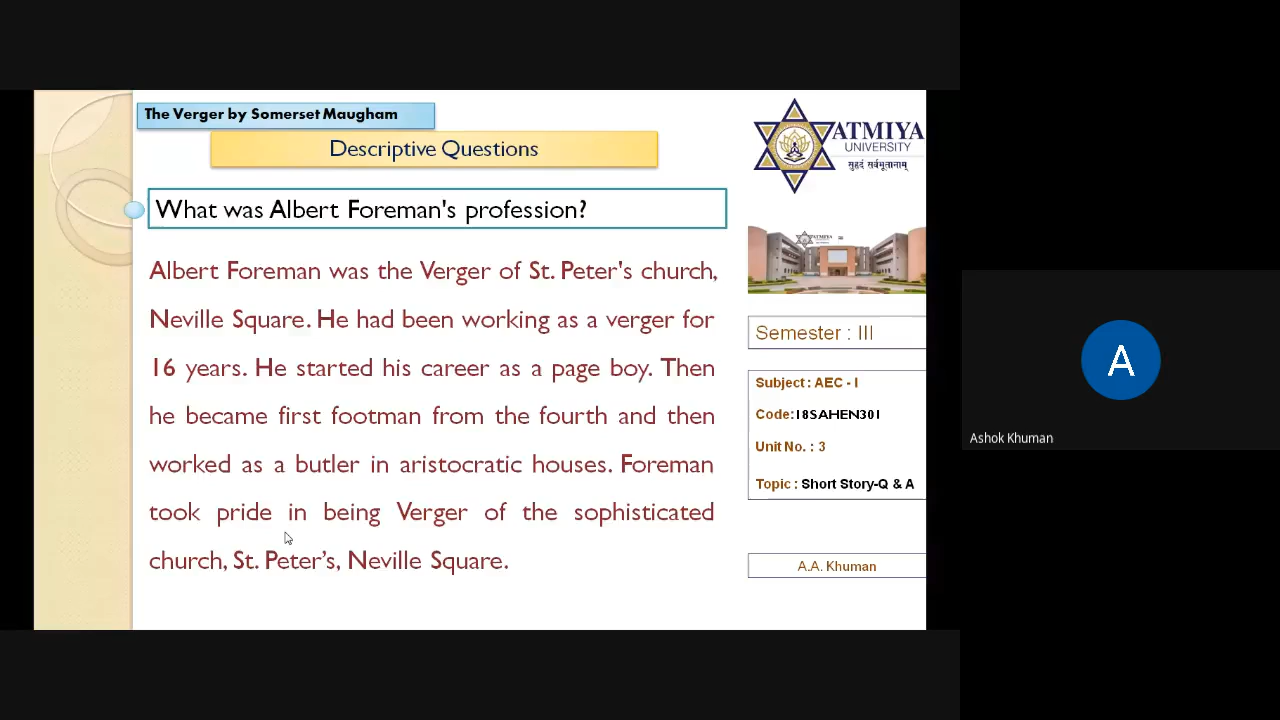 The Verger by Somerset Maugham
Descriptive Questions
What was Albert Foreman's profession?
Albert Foreman was the Verger of St. Peter's church,
Neville Square. He had been working as a verger for
16 years. He started his career as a page boy. Then
he became first footman from the fourth and then
worked as a butler in aristocratic houses. Foreman
took pride in being Verger of the sophisticated
church, St. Peter’s, Neville Square.
ATMIYA
UNIVERSITY
सुहृदं सर्वभूतानाम्
ATMIYA
Semester : III
Subject : AEC - I
Code:18SAHEN301
Unit No. : 3
Topic : Short Story-Q & A
A.A. Khuman
A
Ashok Khuman